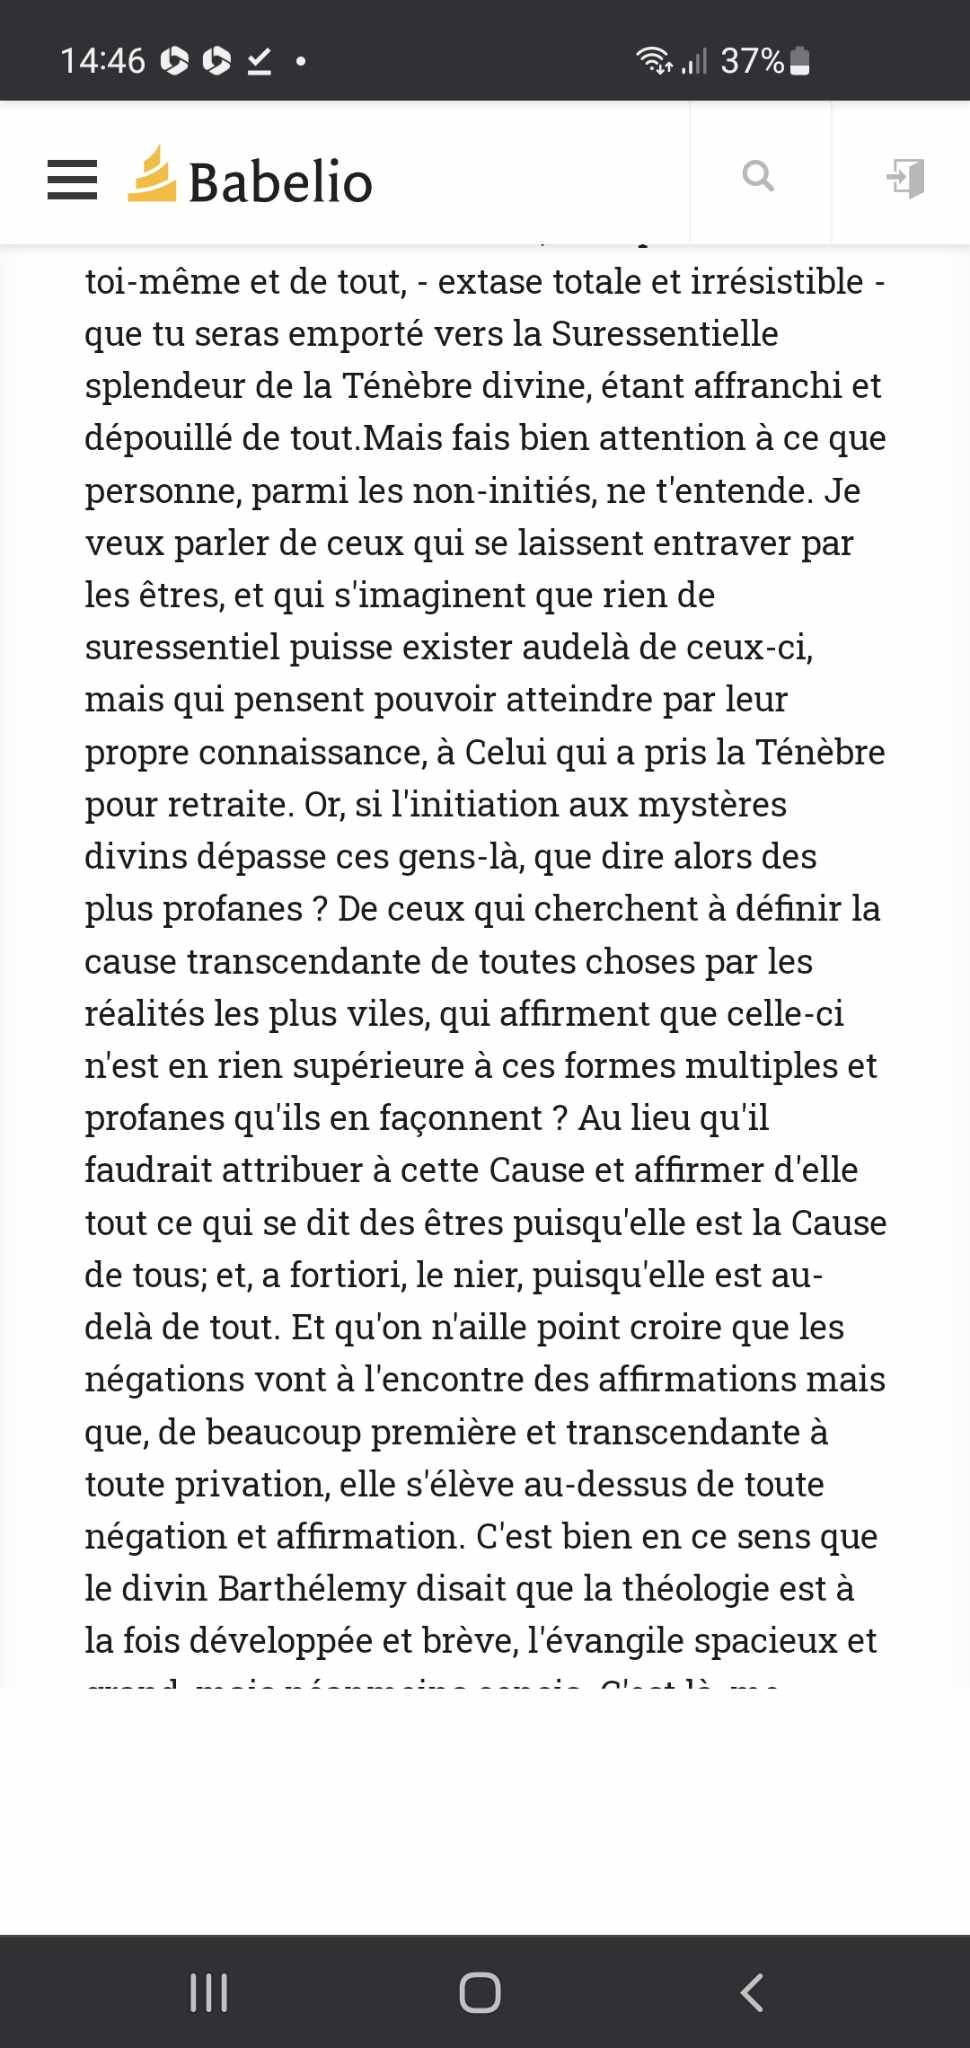 14:46
37%
Babelio
toi-même et de tout, - extase totale et irrésistible -
que tu seras emporté vers la Suressentielle
splendeur de la Ténèbre divine, étant affranchi et
dépouillé de tout.Mais fais bien attention à ce que
personne, parmi les non-initiés, ne t'entende. Je
veux parler de ceux qui se laissent entraver par
les êtres, et qui s'imaginent que rien de
suressentiel puisse exister audelà de ceux-ci,
mais qui pensent pouvoir atteindre par leur
propre connaissance, à Celui qui a pris la Ténèbre
pour retraite. Or, si l'initiation aux mystères
divins dépasse ces gens-là, que dire alors des
plus profanes ? De ceux qui cherchent à définir la
cause transcendante de toutes choses par les
réalités les plus viles, qui affirment que celle-ci
n'est en rien supérieure à ces formes multiples et
profanes qu'ils en façonnent ? Au lieu qu'il
faudrait attribuer à cette Cause et affirmer d'elle
tout ce qui se dit des êtres puisqu'elle est la Cause
de tous; et, a fortiori, le nier, puisqu'elle est au-
delà de tout. Et qu'on n'aille point croire que les
négations vont à l'encontre des affirmations mais
que, de beaucoup première et transcendante à
toute privation, elle s'élève au-dessus de toute
négation et affirmation. C'est bien en ce sens que
le divin Barthélemy disait que la théologie est à
la fois développée et brève, l'évangile spacieux et
grand, mais néanmoins concis. C'est là, me